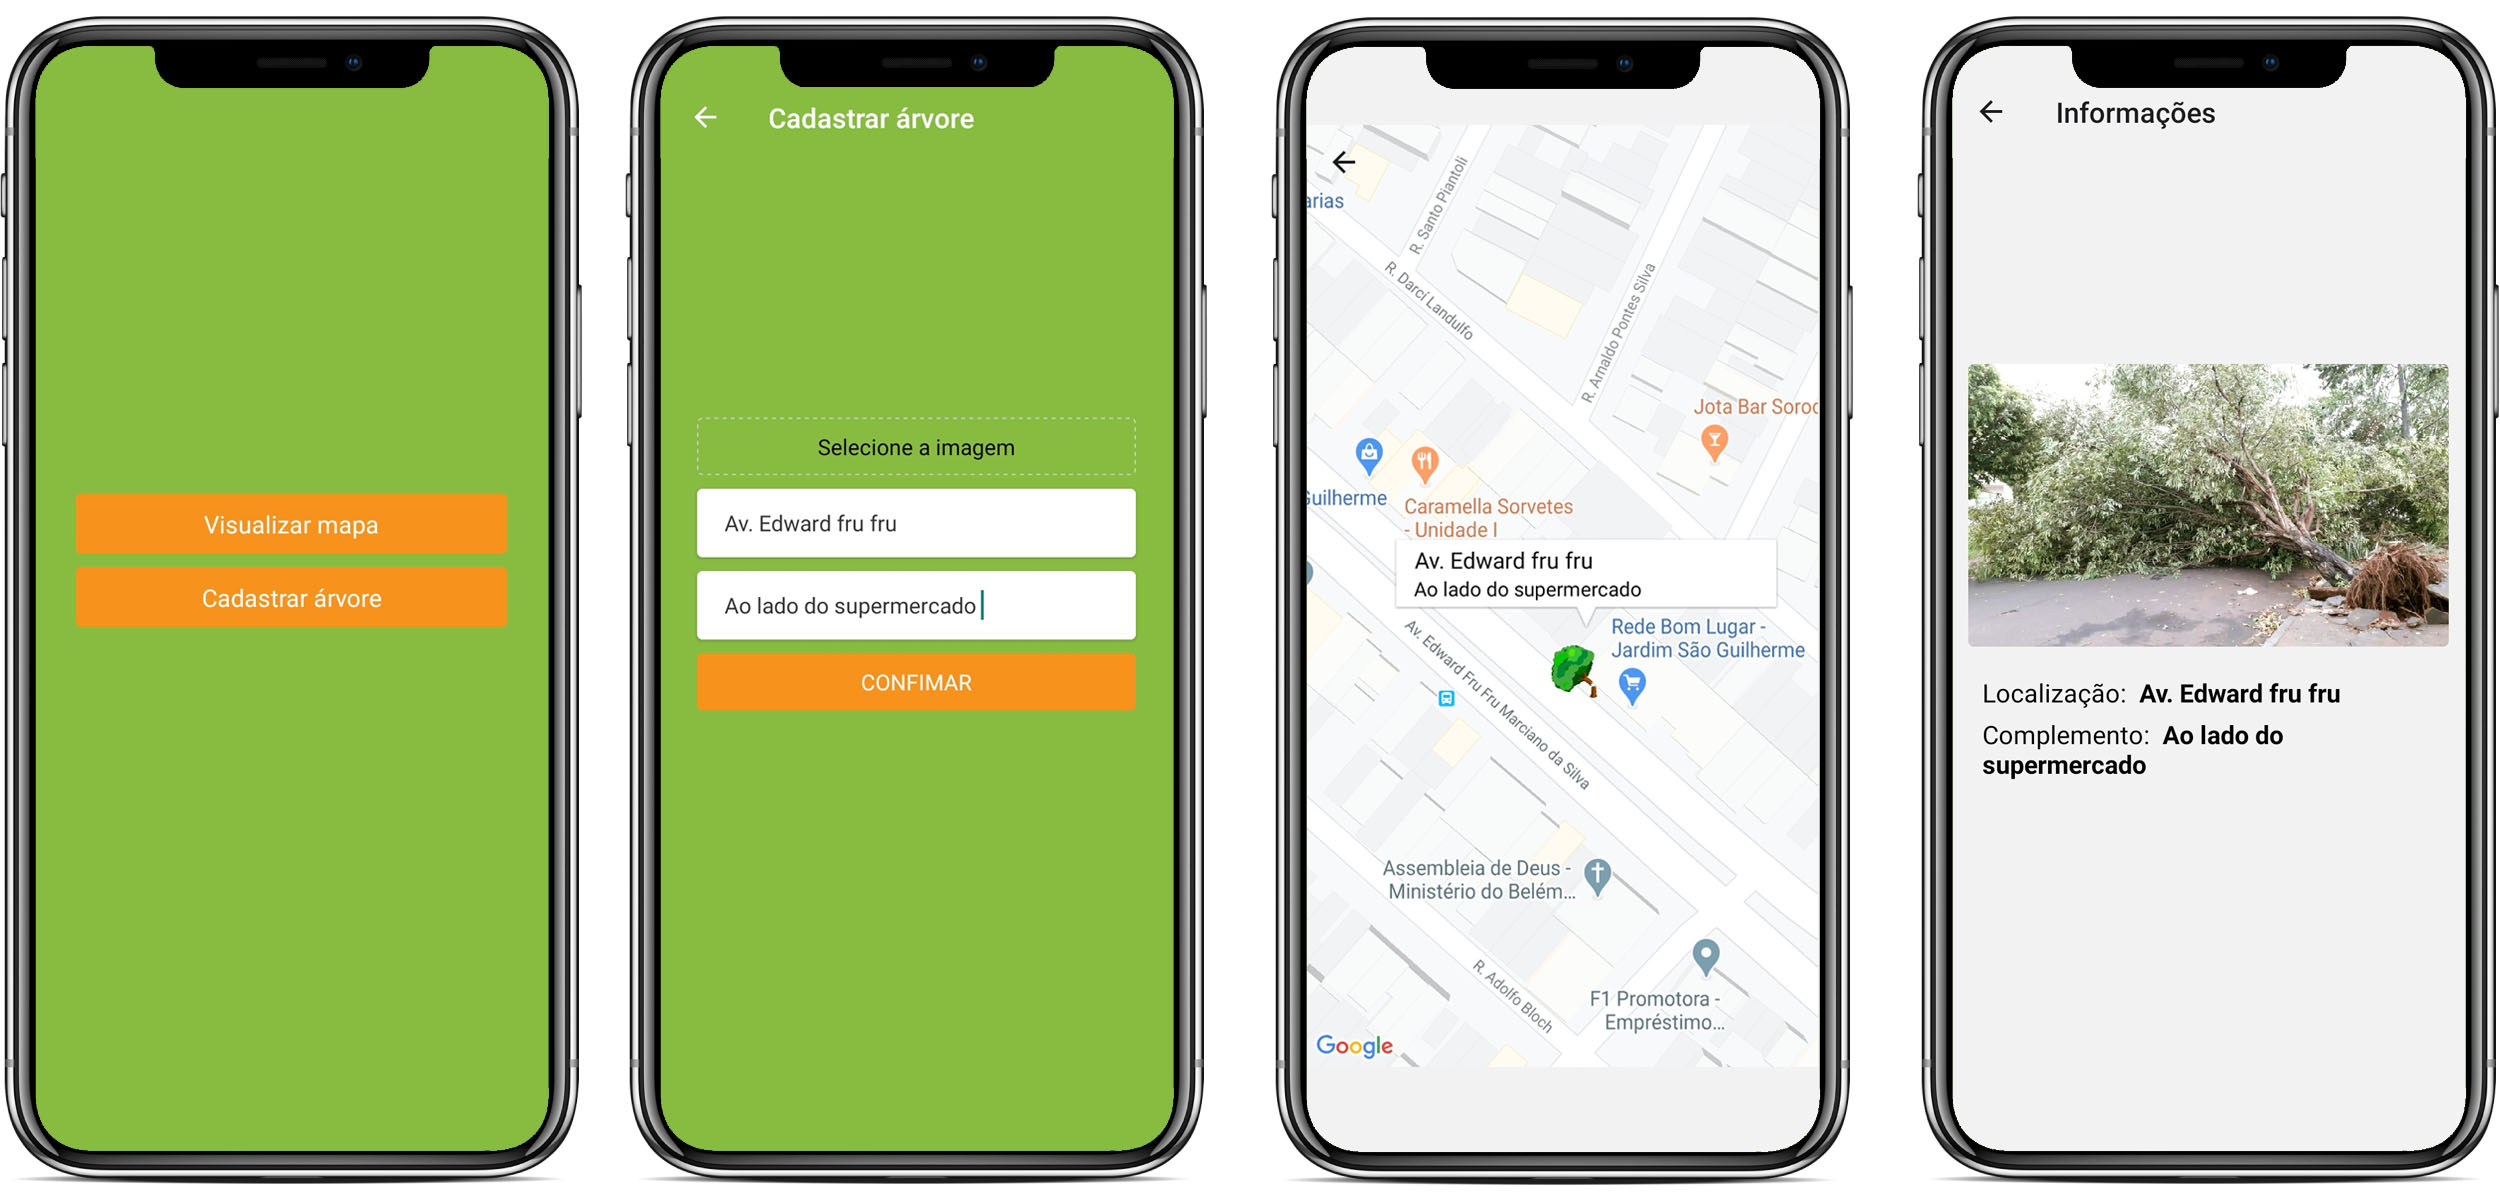 Visualizar mapa
Cadastrar árvore
Cadastrar árvore
Selecione a imagem
Av. Edward fru fru
Ao lado do supermercado
CONFIMAR
arias
R. Santo Piantoli
R. Darcí Landulfo
R. Arnaldo Pontes Silva
Jota Bar Soroc
Guilherme
Caramella Sorvetes
- Unidade I
Av. Edward fru fru
Ao lado do supermercado
Rede Bom Lugar -
Jardim São Guilherme
Av. Edward Fru Fru Marciano da Silva
Assembleia de Deus -
Ministério do Belém...
F1 Promotora -
Empréstimo...
R. Adolfo Bloch
Google
Informações
Localização: Av. Edward fru fru
Complemento: Ao lado do
supermercado